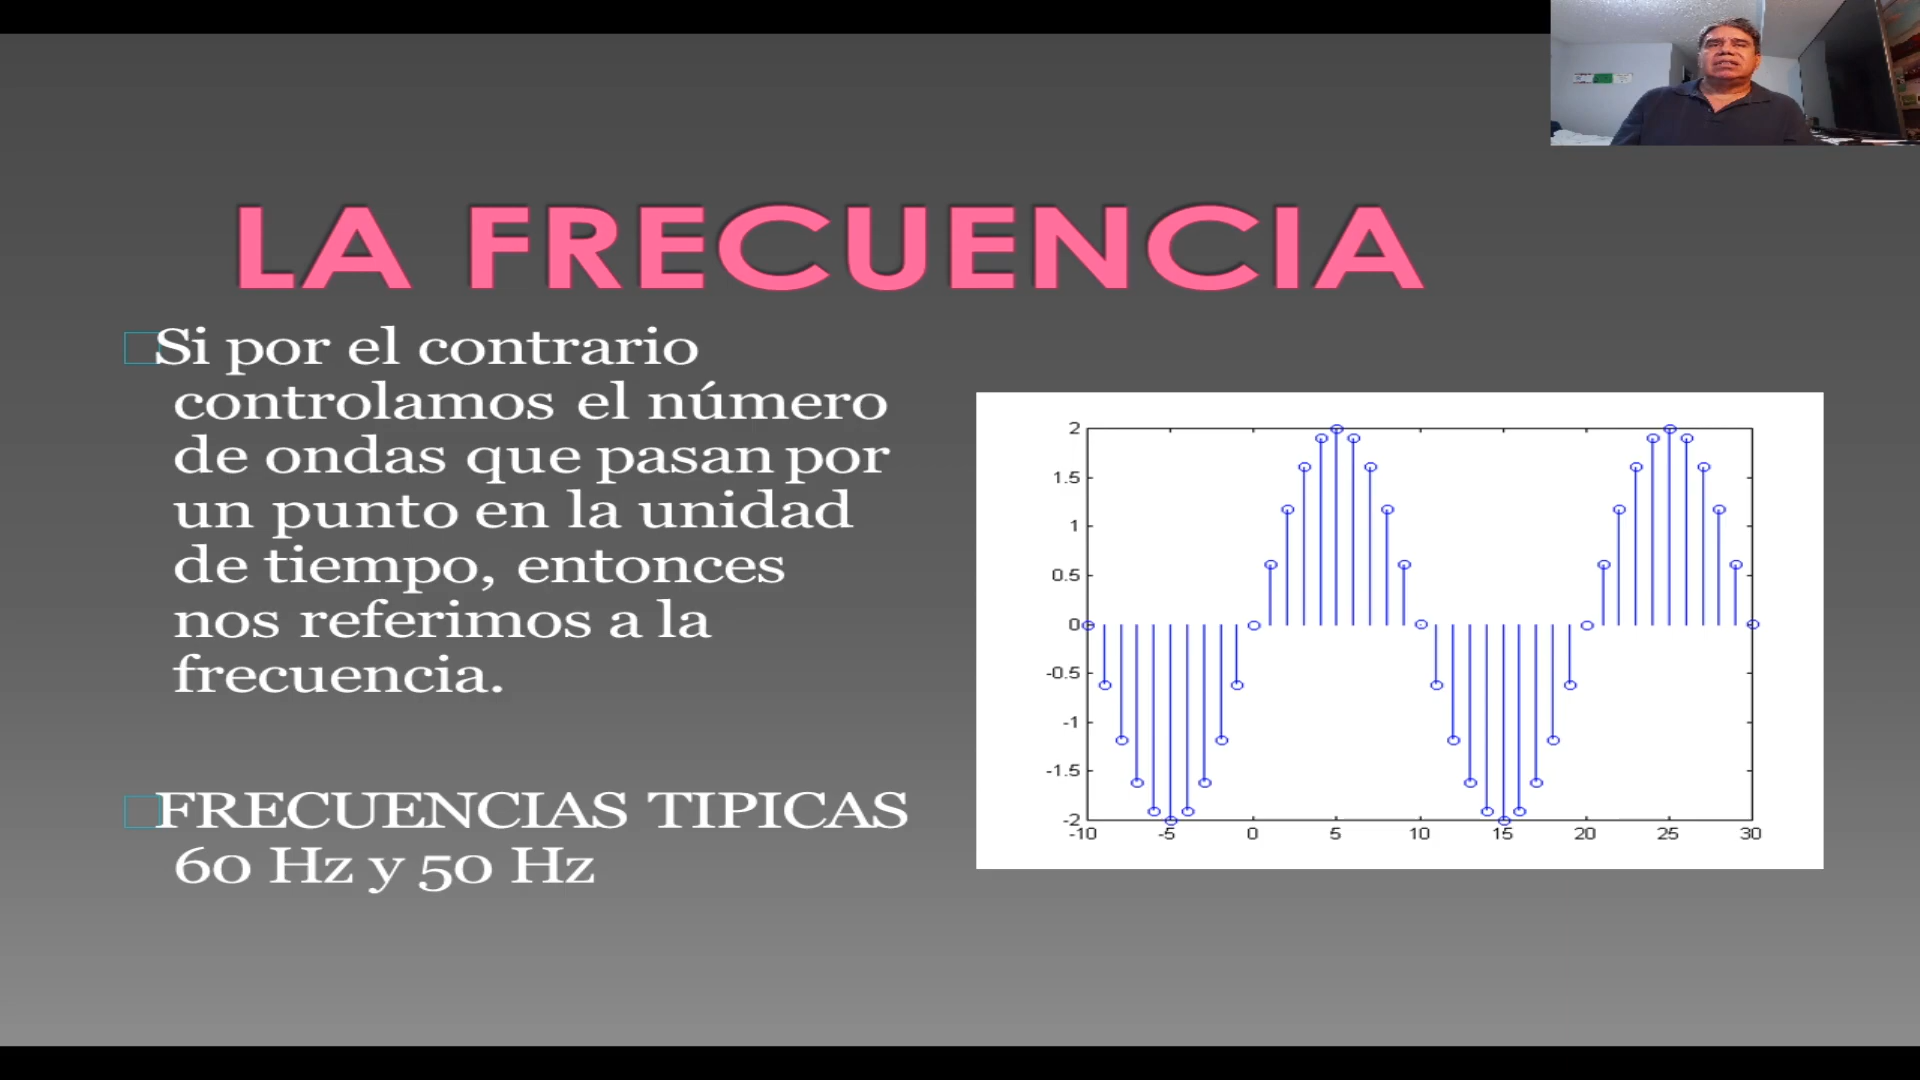 LA FRECUENCIA
Si por el contrario
controlamos el número
de ondas que pasan por
un punto en la unidad
de tiempo, entonces
nos referimos a la
frecuencia.
FRECUENCIAS TIPICAS
60 Hz y 50 Hz
2
1.5
1
0.5
0
-0.5
-1
-1.5
-2
-10 -5 0 5 10 15 20 25 30